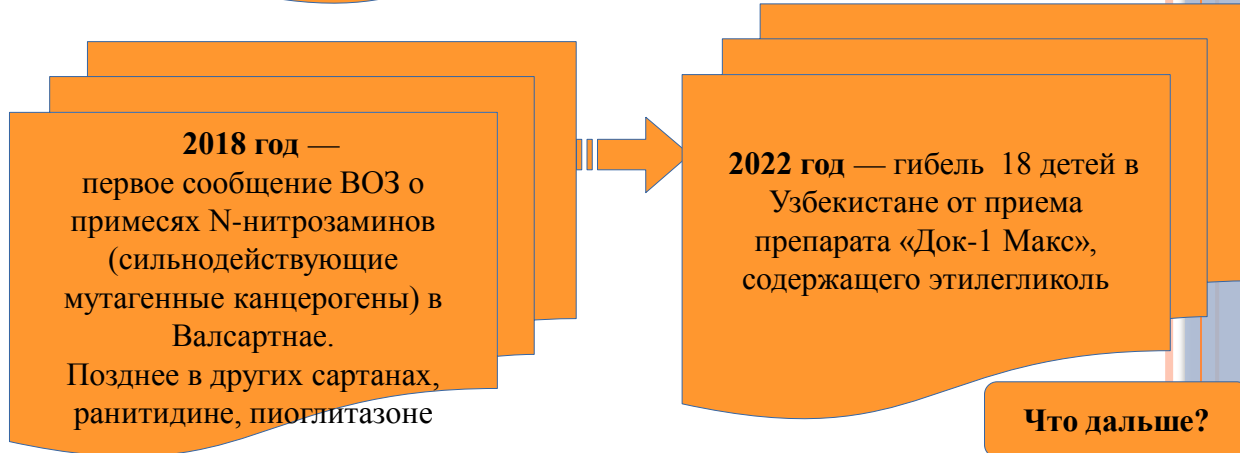 2018 год —
первое сообщение ВОЗ о
примесях N-нитрозаминов
(сильнодействующие
мутагенные канцерогены) в
Валсартнае.
Позднее в других сартанах,
ранитидине, пиоглитазоне
2022 год — гибель 18 детей в
Узбекистане от приема
препарата «Док-1 Макс»,
содержащего этилегликоль
Что дальше?